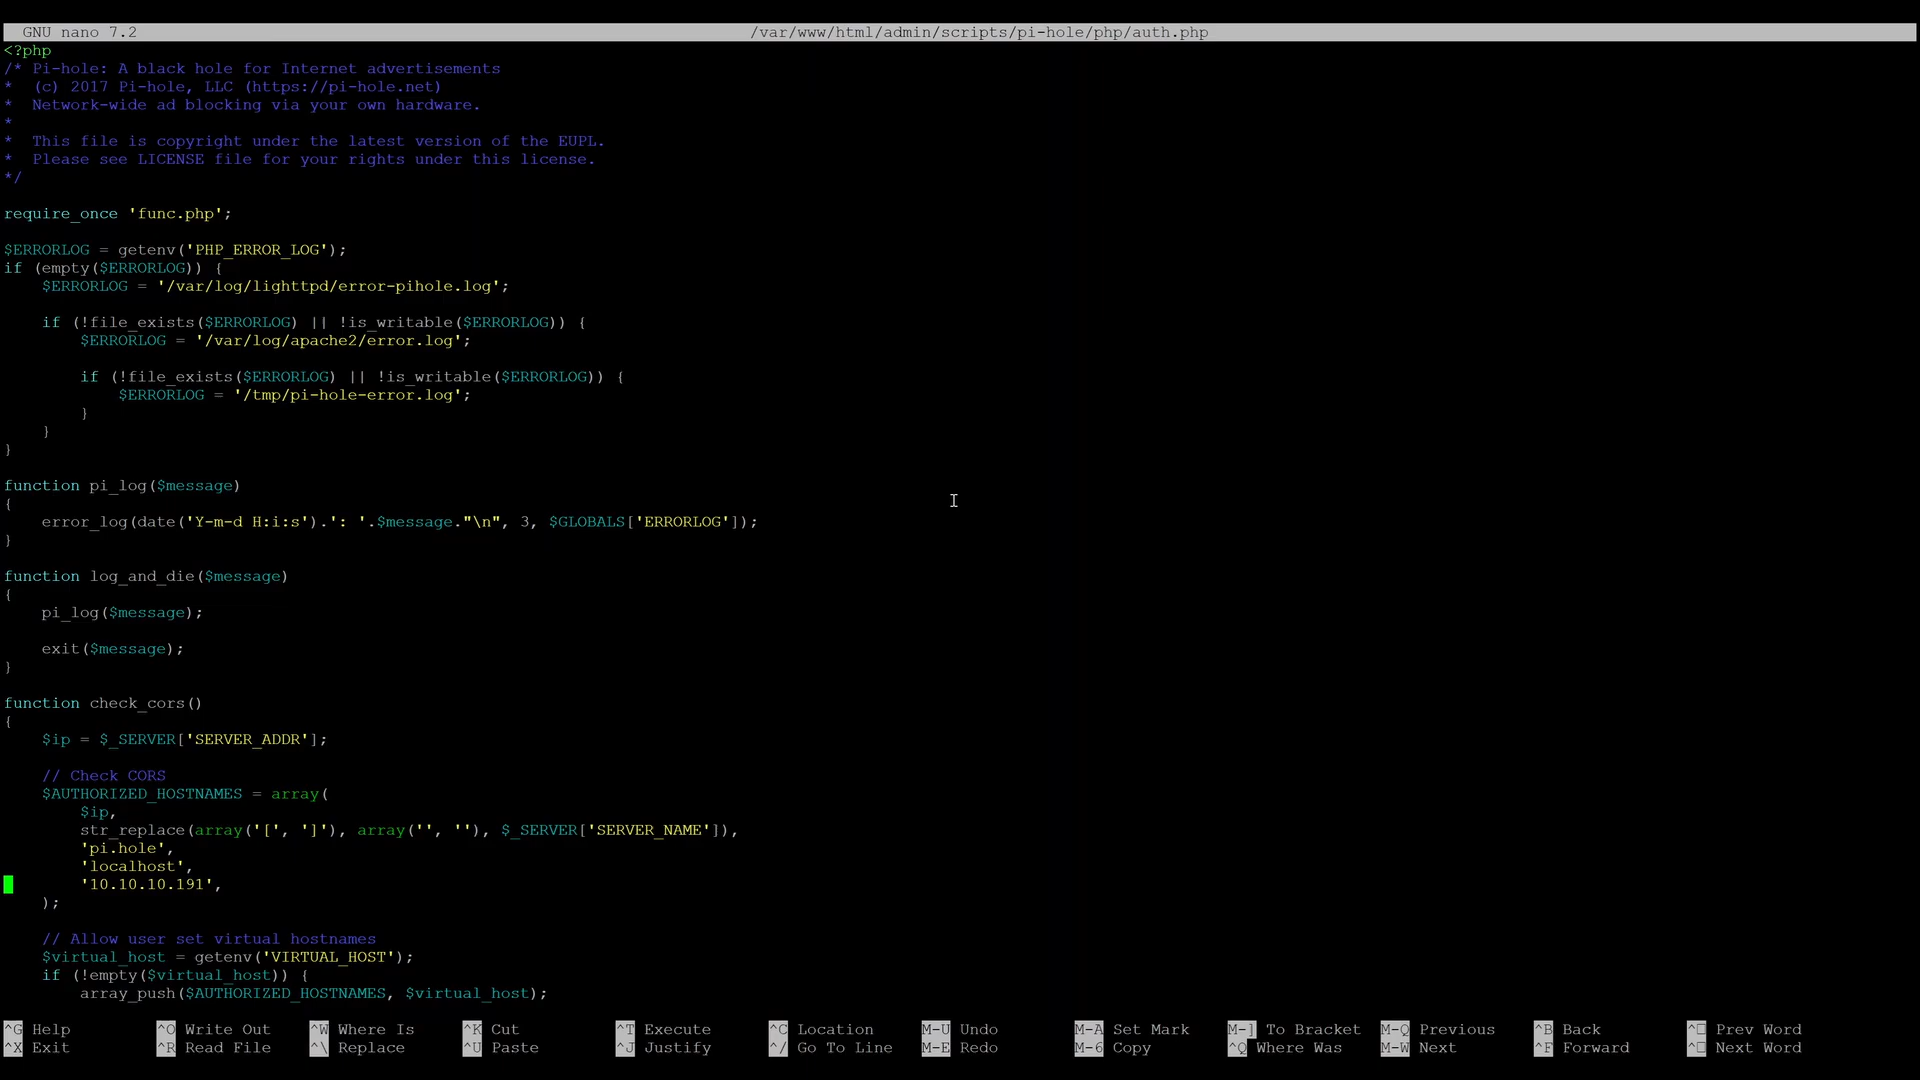 GNU nano 7.2 /var/www/html/admin/scripts/pi-hole/php/auth.php
<?php
/* Pi-hole: A black hole for Internet advertisements
*  (c) 2017 Pi-hole, LLC (https://pi-hole.net)
*  Network-wide ad blocking via your own hardware.
*
*  This file is copyright under the latest version of the EUPL.
*  Please see LICENSE file for your rights under this license.
*/
require_once 'func.php';
$ERRORLOG = getenv('PHP_ERROR_LOG');
if (empty($ERRORLOG)) {
    $ERRORLOG = '/var/log/lighttpd/error-pihole.log';
    if (!file_exists($ERRORLOG) || !is_writable($ERRORLOG)) {
        $ERRORLOG = '/var/log/apache2/error.log';
        if (!file_exists($ERRORLOG) || !is_writable($ERRORLOG)) {
            $ERRORLOG = '/tmp/pi-hole-error.log';
        }
    }
}
function pi_log($message)
{
    error_log(date('Y-m-d H:i:s').': '.$message."\n", 3, $GLOBALS['ERRORLOG']);
}
function log_and_die($message)
{
    pi_log($message);
    exit($message);
}
function check_cors()
{
    $ip = $_SERVER['SERVER_ADDR'];
    // Check CORS
    $AUTHORIZED_HOSTNAMES = array(
        $ip,
        str_replace(array('[', ']'), array('', ''), $_SERVER['SERVER_NAME']),
        'pi.hole',
        'localhost',
        '10.10.10.191',
    );
    // Allow user set virtual hostnames
    $virtual_host = getenv('VIRTUAL_HOST');
    if (!empty($virtual_host)) {
        array_push($AUTHORIZED_HOSTNAMES, $virtual_host);
^G Help ^O Write Out ^W Where Is ^K Cut ^T Execute ^C Location M-U Undo M-A Set Mark M-] To Bracket M-Q Previous ^B Back ^□ Prev Word
^X Exit ^R Read File ^\ Replace ^U Paste ^J Justify ^/ Go To Line M-E Redo M-6 Copy ^Q Where Was M-W Next ^F Forward ^□ Next Word